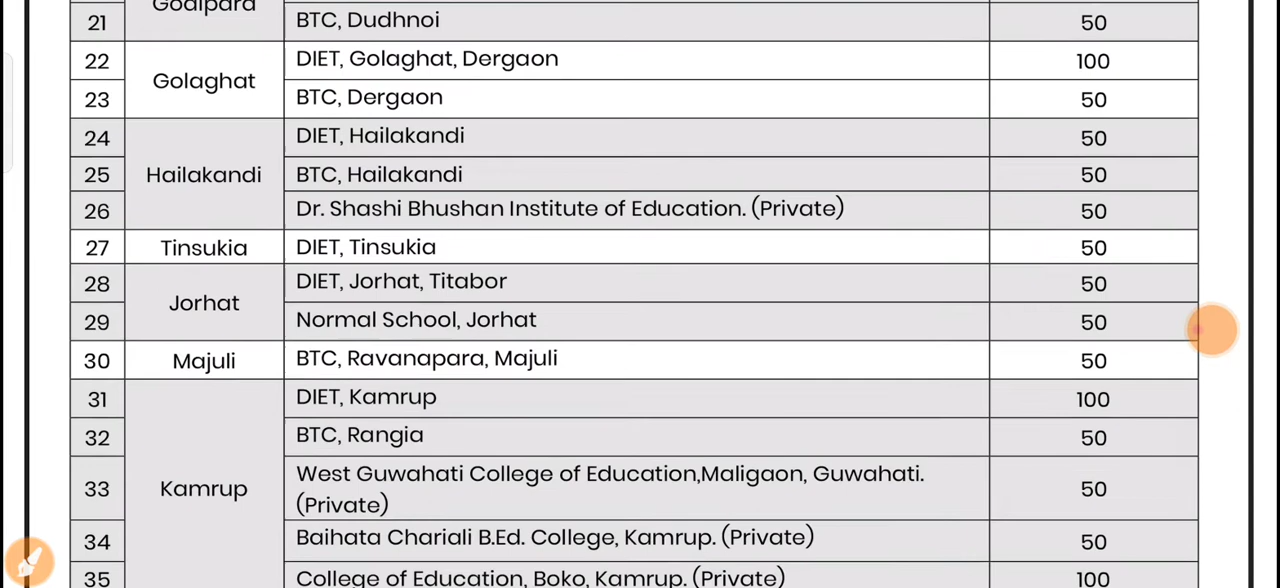 Goalpara
21 BTC, Dudhnoi 50
22 Golaghat DIET, Golaghat, Dergaon 100
23 BTC, Dergaon 50
24 Hailakandi DIET, Hailakandi 50
25 BTC, Hailakandi 50
26 Dr. Shashi Bhushan Institute of Education. (Private) 50
27 Tinsukia DIET, Tinsukia 50
28 Jorhat DIET, Jorhat, Titabor 50
29 Normal School, Jorhat 50
30 Majuli BTC, Ravanapara, Majuli 50
31 Kamrup DIET, Kamrup 100
32 BTC, Rangia 50
33 West Guwahati College of Education,Maligaon, Guwahati.
(Private) 50
34 Baihata Chariali B.Ed. College, Kamrup. (Private) 50
35 College of Education, Boko, Kamrup. (Private) 100